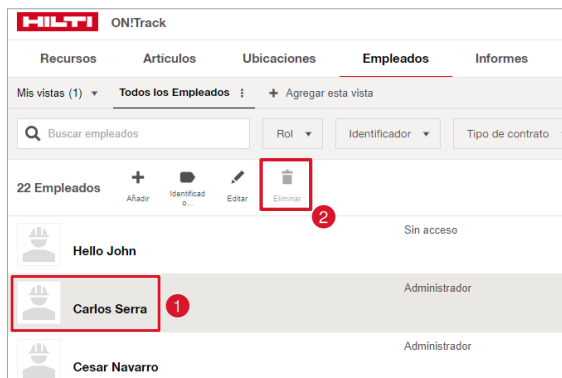 HILTI ON!Track
Recursos Artículos Ubicaciones Empleados Informes
Mis vistas (1) Todos los Empleados + Agregar esta vista
Buscar empleados Rol Identificador Tipo de contrato
22 Empleados
Añadir Identificad o... Editar Eliminar
2
Sin acceso
Hello John
Administrador
Carlos Serra 1
Administrador
Cesar Navarro